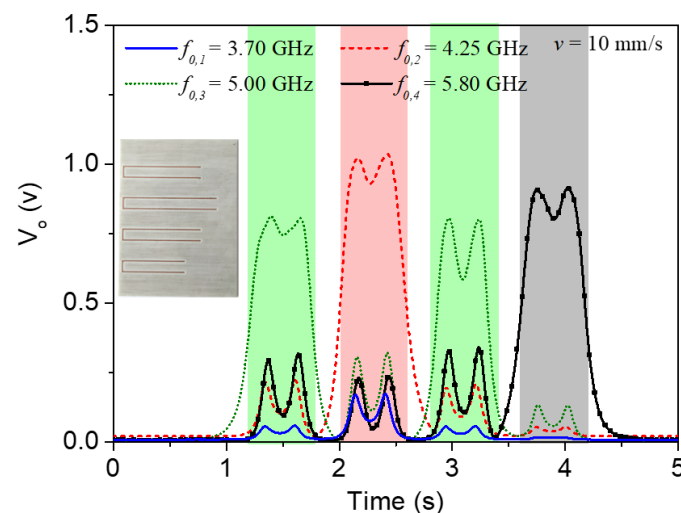 1.5
f0,1 = 3.70 GHz f0,2 = 4.25 GHz v = 10 mm/s
f0,3 = 5.00 GHz f0,4 = 5.80 GHz
1.0
Vo (v)
0.5
0.0
0 1 2 3 4 5
Time (s)